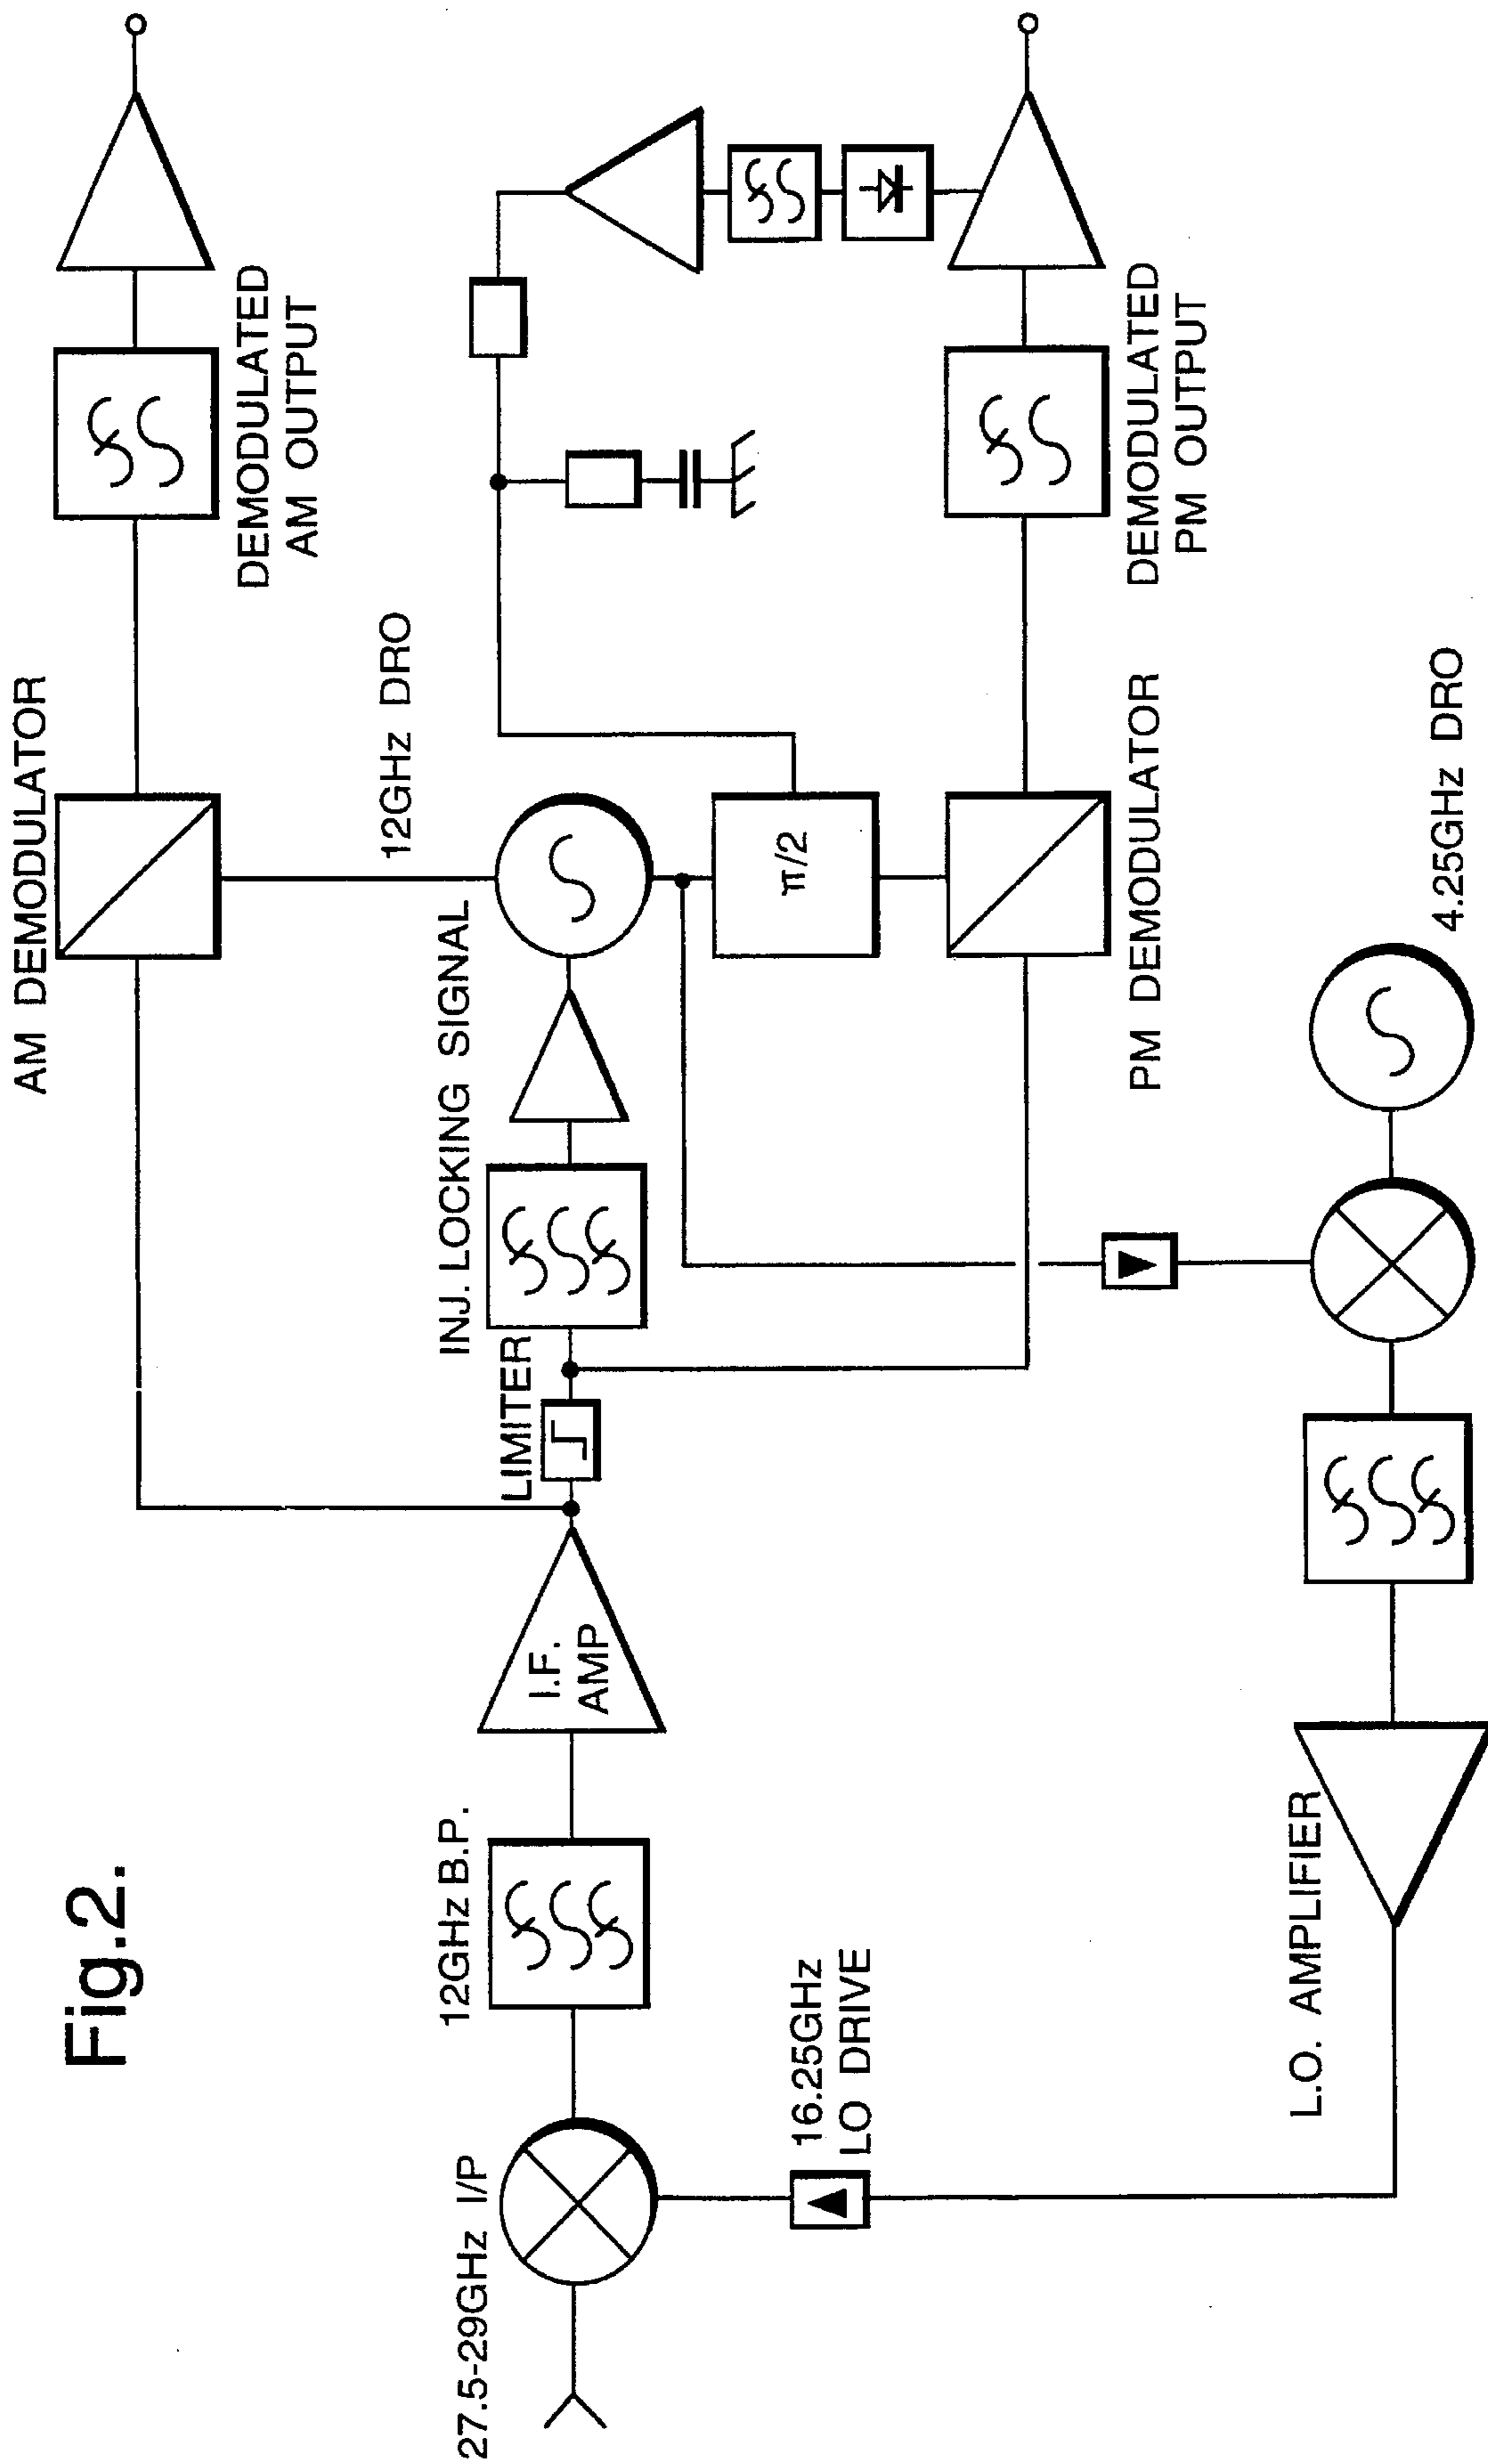 Fig.2.
27.5-29GHz I/P
12GHz B.P.
I.F.
AMP
LIMITER
INJ. LOCKING SIGNAL
12GHz DRO
AM DEMODULATOR
DEMODULATED
AM OUTPUT
π/2
PM DEMODULATOR
DEMODULATED
PM OUTPUT
16.25GHz
LO DRIVE
L.O. AMPLIFIER
4.25GHz DRO